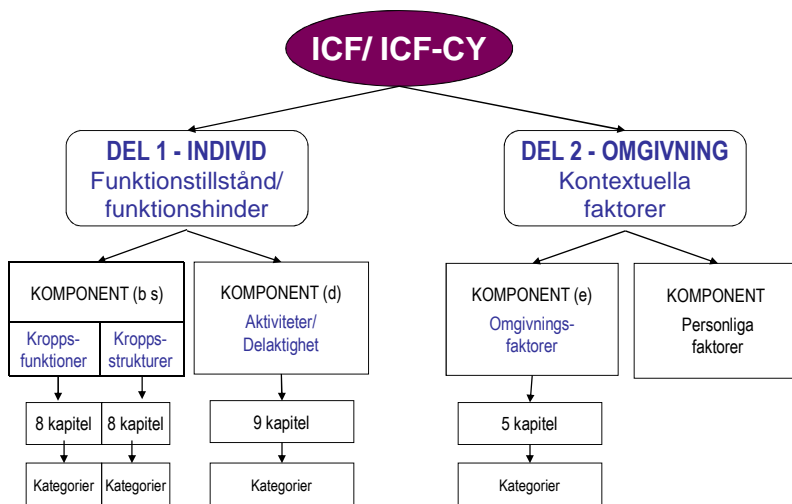 ICF/ ICF-CY
DEL 1 - INDIVID
Funktionstillstånd/
funktionshinder
DEL 2 - OMGIVNING
Kontextuella
faktorer
KOMPONENT (b s)
Kropps-
funktioner
Kropps-
strukturer
KOMPONENT (d)
Aktiviteter/
Delaktighet
KOMPONENT (e)
Omgivnings-
faktorer
KOMPONENT
Personliga
faktorer
8 kapitel
8 kapitel
9 kapitel
5 kapitel
Kategorier
Kategorier
Kategorier
Kategorier